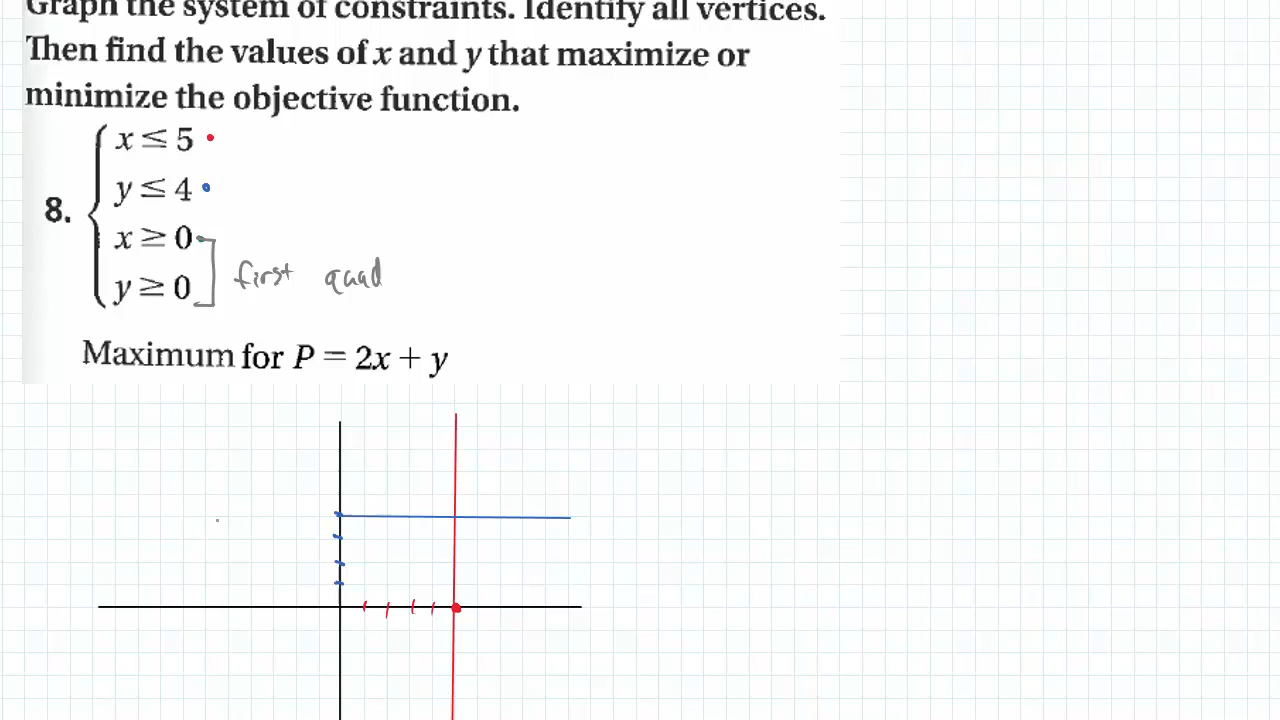 Graph the system of constraints. Identify all vertices.
Then find the values of x and y that maximize or
minimize the objective function.
x ≤ 5
y ≤ 4
8.
x ≥ 0
y ≥ 0
first quad
Maximum for P = 2x + y